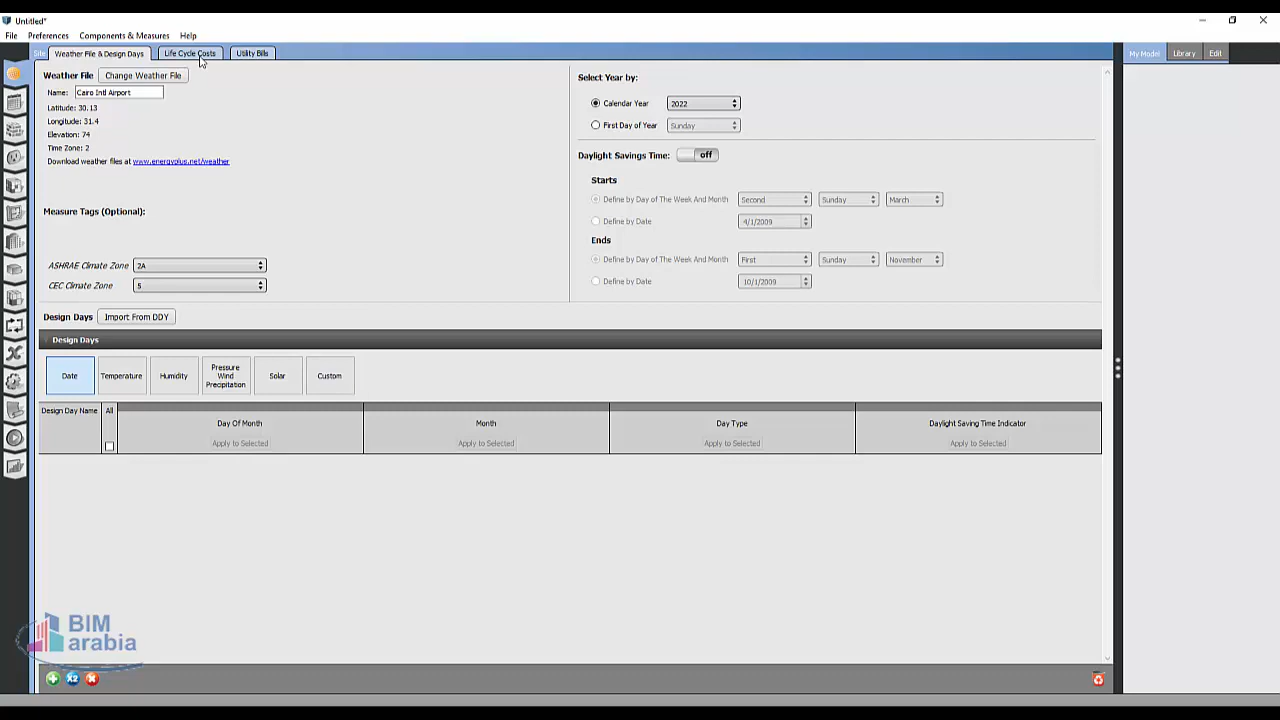 Untitled*
File Preferences Components & Measures Help
Site Weather File & Design Days Life Cycle Costs Utility Bills
My Model Library Edit
Weather File Change Weather File
Name: Cairo Intl Airport
Latitude: 30.13
Longitude: 31.4
Elevation: 74
Time Zone: 2
Download weather files at www.energyplus.net/weather
Measure Tags (Optional):
ASHRAE Climate Zone 2A
CEC Climate Zone 5
Select Year by:
Calendar Year 2022
First Day of Year Sunday
Daylight Savings Time: off
Starts
Define by Day of The Week And Month Second Sunday March
Define by Date 4/1/2009
Ends
Define by Day of The Week And Month First Sunday November
Define by Date 10/1/2009
Design Days Import From DDY
Design Days
Date Temperature Humidity Pressure Wind Precipitation Solar Custom
Design Day Name All Day Of Month Month Day Type Daylight Saving Time Indicator
Apply to Selected Apply to Selected Apply to Selected Apply to Selected
BIM
arabia
x2